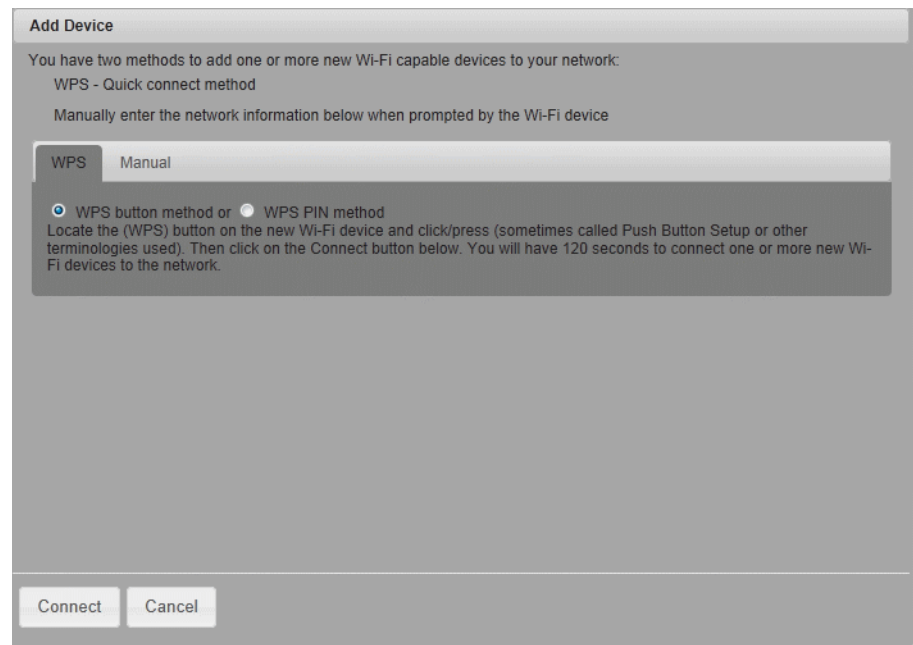 Add Device
You have two methods to add one or more new Wi-Fi capable devices to your network:
WPS - Quick connect method
Manually enter the network information below when prompted by the Wi-Fi device
WPS Manual
WPS button method or WPS PIN method
Locate the (WPS) button on the new Wi-Fi device and click/press (sometimes called Push Button Setup or other
terminologies used). Then click on the Connect button below. You will have 120 seconds to connect one or more new Wi-
Fi devices to the network.
Connect Cancel